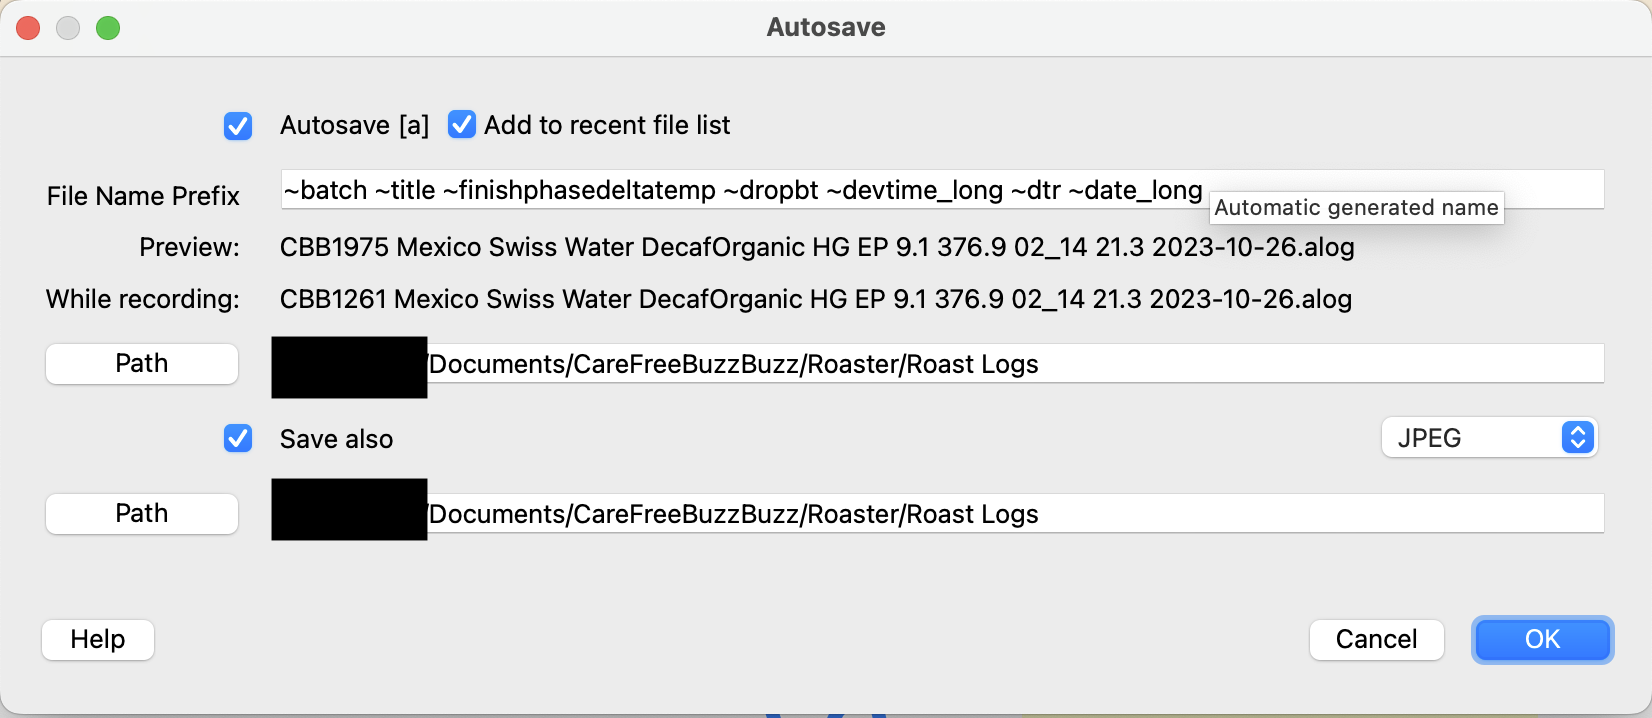 Autosave
Autosave [a] Add to recent file list
File Name Prefix ~batch ~title ~finishphasedeltatemp ~dropbt ~devtime_long ~dtr ~date_long
Automatic generated name
Preview: CBB1975 Mexico Swiss Water DecafOrganic HG EP 9.1 376.9 02_14 21.3 2023-10-26.alog
While recording: CBB1261 Mexico Swiss Water DecafOrganic HG EP 9.1 376.9 02_14 21.3 2023-10-26.alog
Path /Documents/CareFreeBuzzBuzz/Roaster/Roast Logs
Save also JPEG
Path /Documents/CareFreeBuzzBuzz/Roaster/Roast Logs
Help Cancel OK